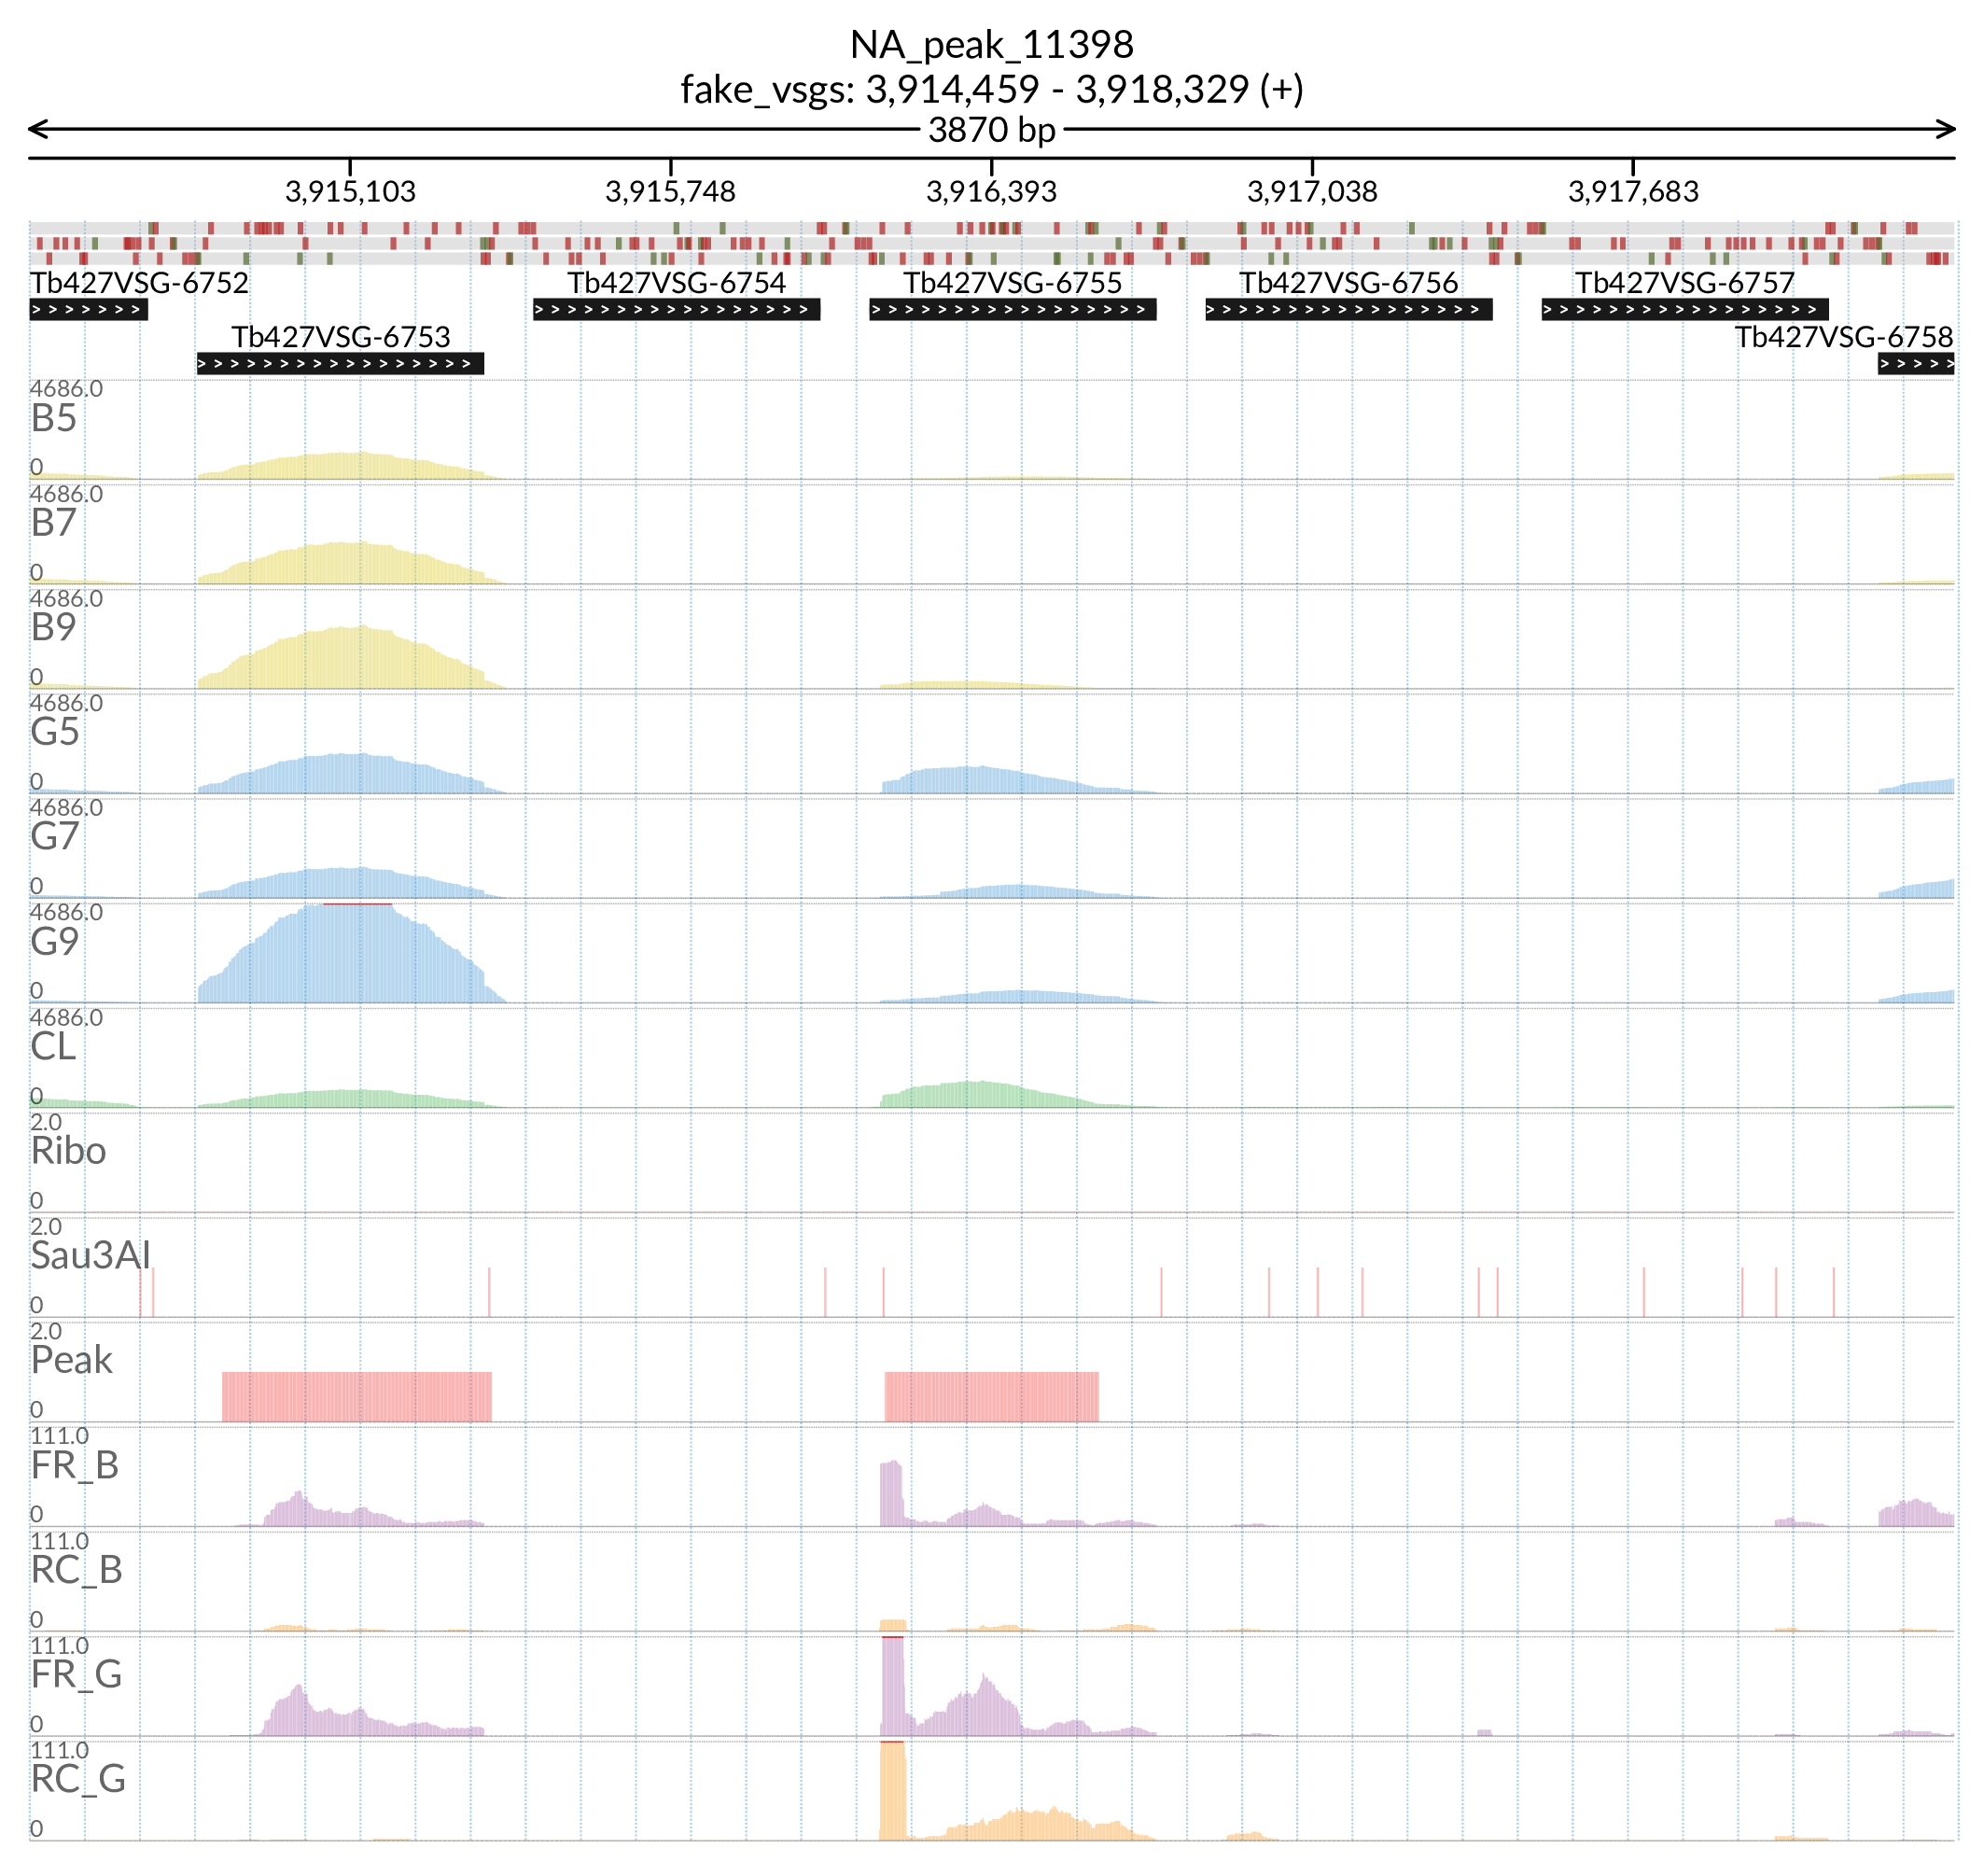 NA_peak_11398
fake_vsgs: 3,914,459 - 3,918,329 (+)
3870 bp
3,915,103 3,915,748 3,916,393 3,917,038 3,917,683
Tb427VSG-6752 Tb427VSG-6754 Tb427VSG-6755 Tb427VSG-6756 Tb427VSG-6757
Tb427VSG-6753 Tb427VSG-6758
4686.0
B5
0
4686.0
B7
0
4686.0
B9
0
4686.0
G5
0
4686.0
G7
0
4686.0
G9
0
4686.0
CL
0
2.0
Ribo
0
2.0
Sau3AI
0
2.0
Peak
0
111.0
FR_B
0
111.0
RC_B
0
111.0
FR_G
0
111.0
RC_G
0